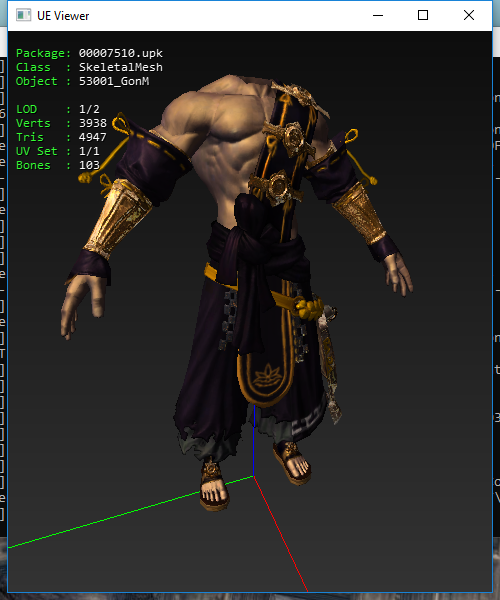 UE Viewer
Package: 00007510.upk
Class  : SkeletalMesh
Object : 53001_GonM
LOD    : 1/2
Verts  : 3938
Tris   : 4947
UV Set : 1/1
Bones  : 103